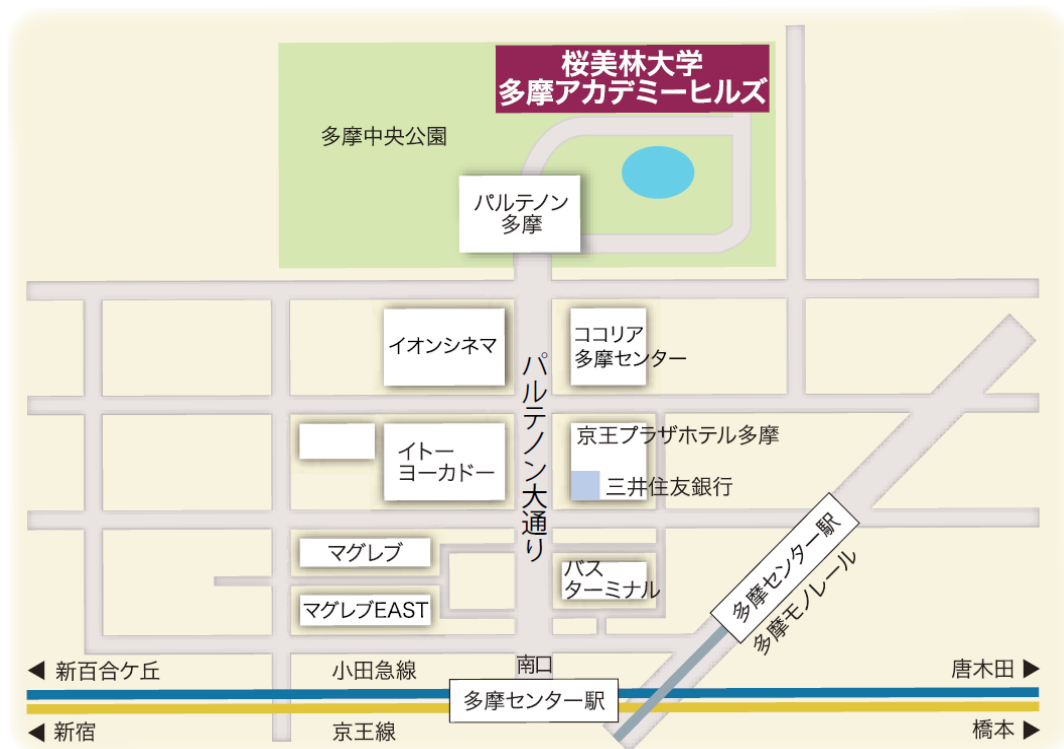 桜美林大学
多摩アカデミーヒルズ
多摩中央公園
パルテノン
多摩
イオンシネマ
ココリア
多摩センター
パルテノン大通り
イトー
ヨーカドー
京王プラザホテル多摩
三井住友銀行
マグレブ
バス
ターミナル
マグレブEAST
多摩センター駅
多摩モノレール
◀ 新百合ケ丘
小田急線
南口
唐木田 ▶
多摩センター駅
◀ 新宿
京王線
橋本 ▶